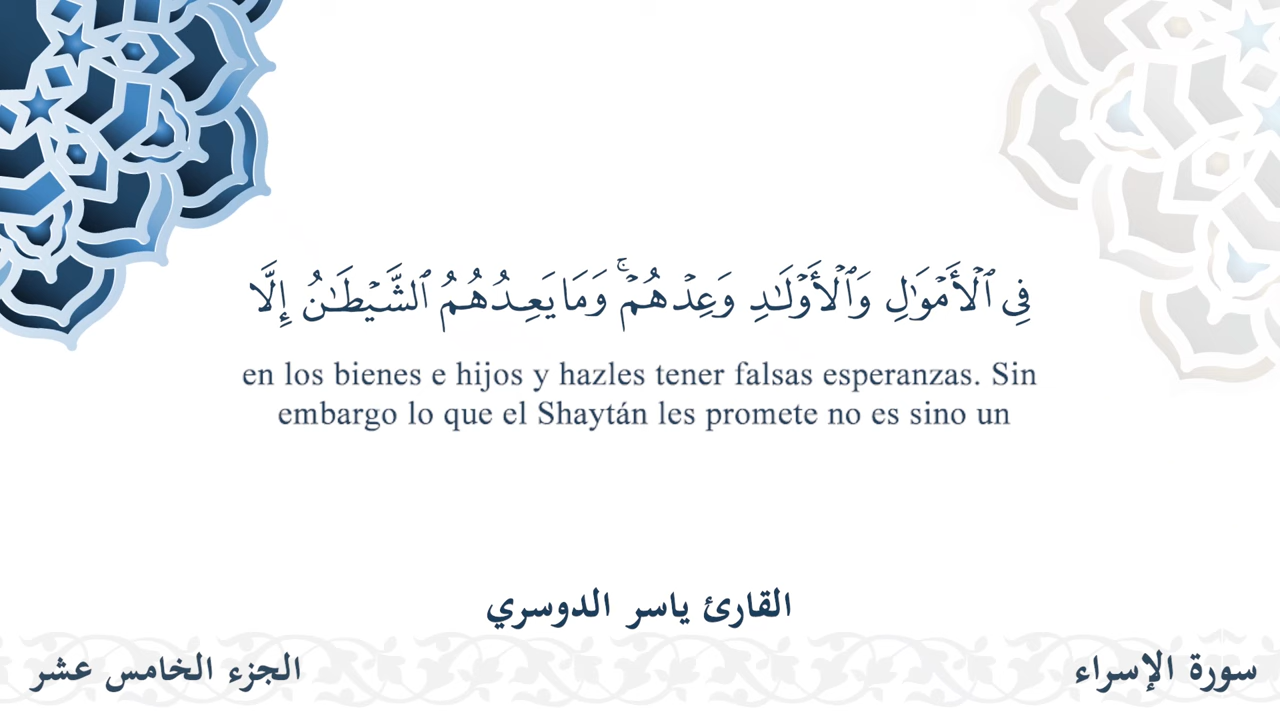 فِي ٱلْأَمْوَٰلِ وَٱلْأَوْلَٰدِ وَعِدْهُمْ ۚ وَمَا يَعِدُهُمُ ٱلشَّيْطَٰنُ إِلَّا
en los bienes e hijos y hazles tener falsas esperanzas. Sin
embargo lo que el Shaytán les promete no es sino un
القارئ ياسر الدوسري
سورة الإسراء
الجزء الخامس عشر